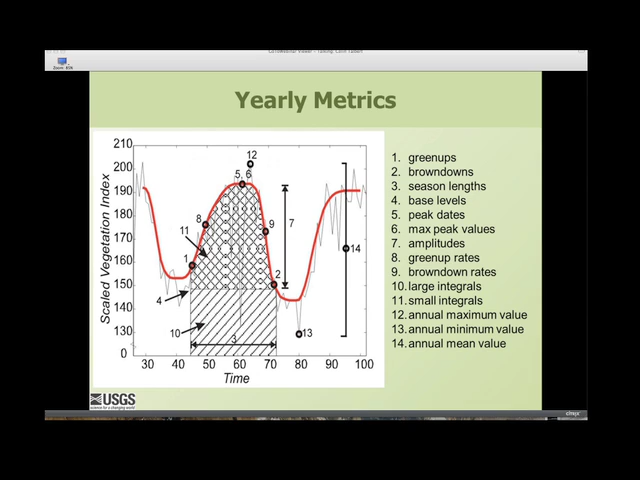 Zoom: 85%
Yearly Metrics
210
200
190
180
170
160
150
140
130
0
Scaled Vegetation Index
30 40 50 60 70 80 90 100
Time
1
2
3
4
5, 6
7
8
9
10
11
12
13
14
1. greenups
2. browndowns
3. season lengths
4. base levels
5. peak dates
6. max peak values
7. amplitudes
8. greenup rates
9. browndown rates
10. large integrals
11. small integrals
12. annual maximum value
13. annual minimum value
14. annual mean value
USGS
science for a changing world
citrix